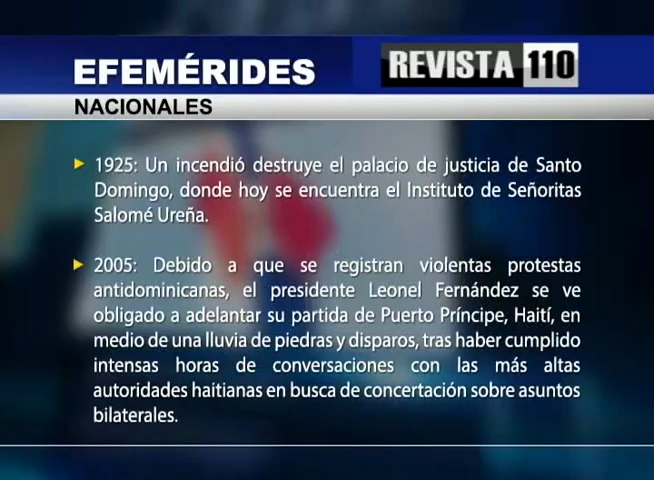 EFEMÉRIDES
REVISTA 110
NACIONALES
1925: Un incendió destruye el palacio de justicia de Santo
Domingo, donde hoy se encuentra el Instituto de Señoritas
Salomé Ureña.
2005: Debido a que se registran violentas protestas
antidominicanas, el presidente Leonel Fernández se ve
obligado a adelantar su partida de Puerto Príncipe, Haití, en
medio de una lluvia de piedras y disparos, tras haber cumplido
intensas horas de conversaciones con las más altas
autoridades haitianas en busca de concertación sobre asuntos
bilaterales.